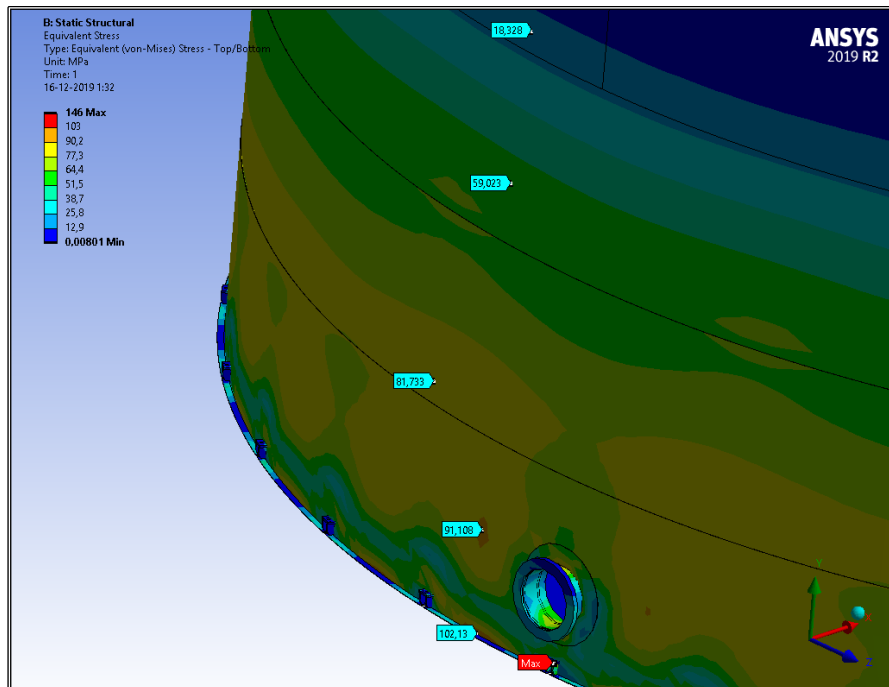 B: Static Structural
Equivalent Stress
Type: Equivalent (von-Mises) Stress - Top/Bottom
Unit: MPa
Time: 1
16-12-2019 1:32
146 Max
103
90,2
77,3
64,4
51,5
38,7
25,8
12,9
0,00801 Min
ANSYS
2019 R2
18,328
59,023
81,733
91,108
102,13
Max
Y
X
Z